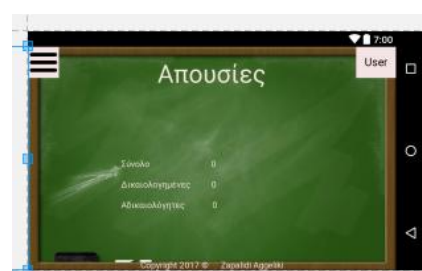 7:00
User
Απουσίες
Σύνολο 0
Δικαιολογημένες 0
Αδικαιολόγητες 0
Copyright 2017 © Zapalidi Aggeliki